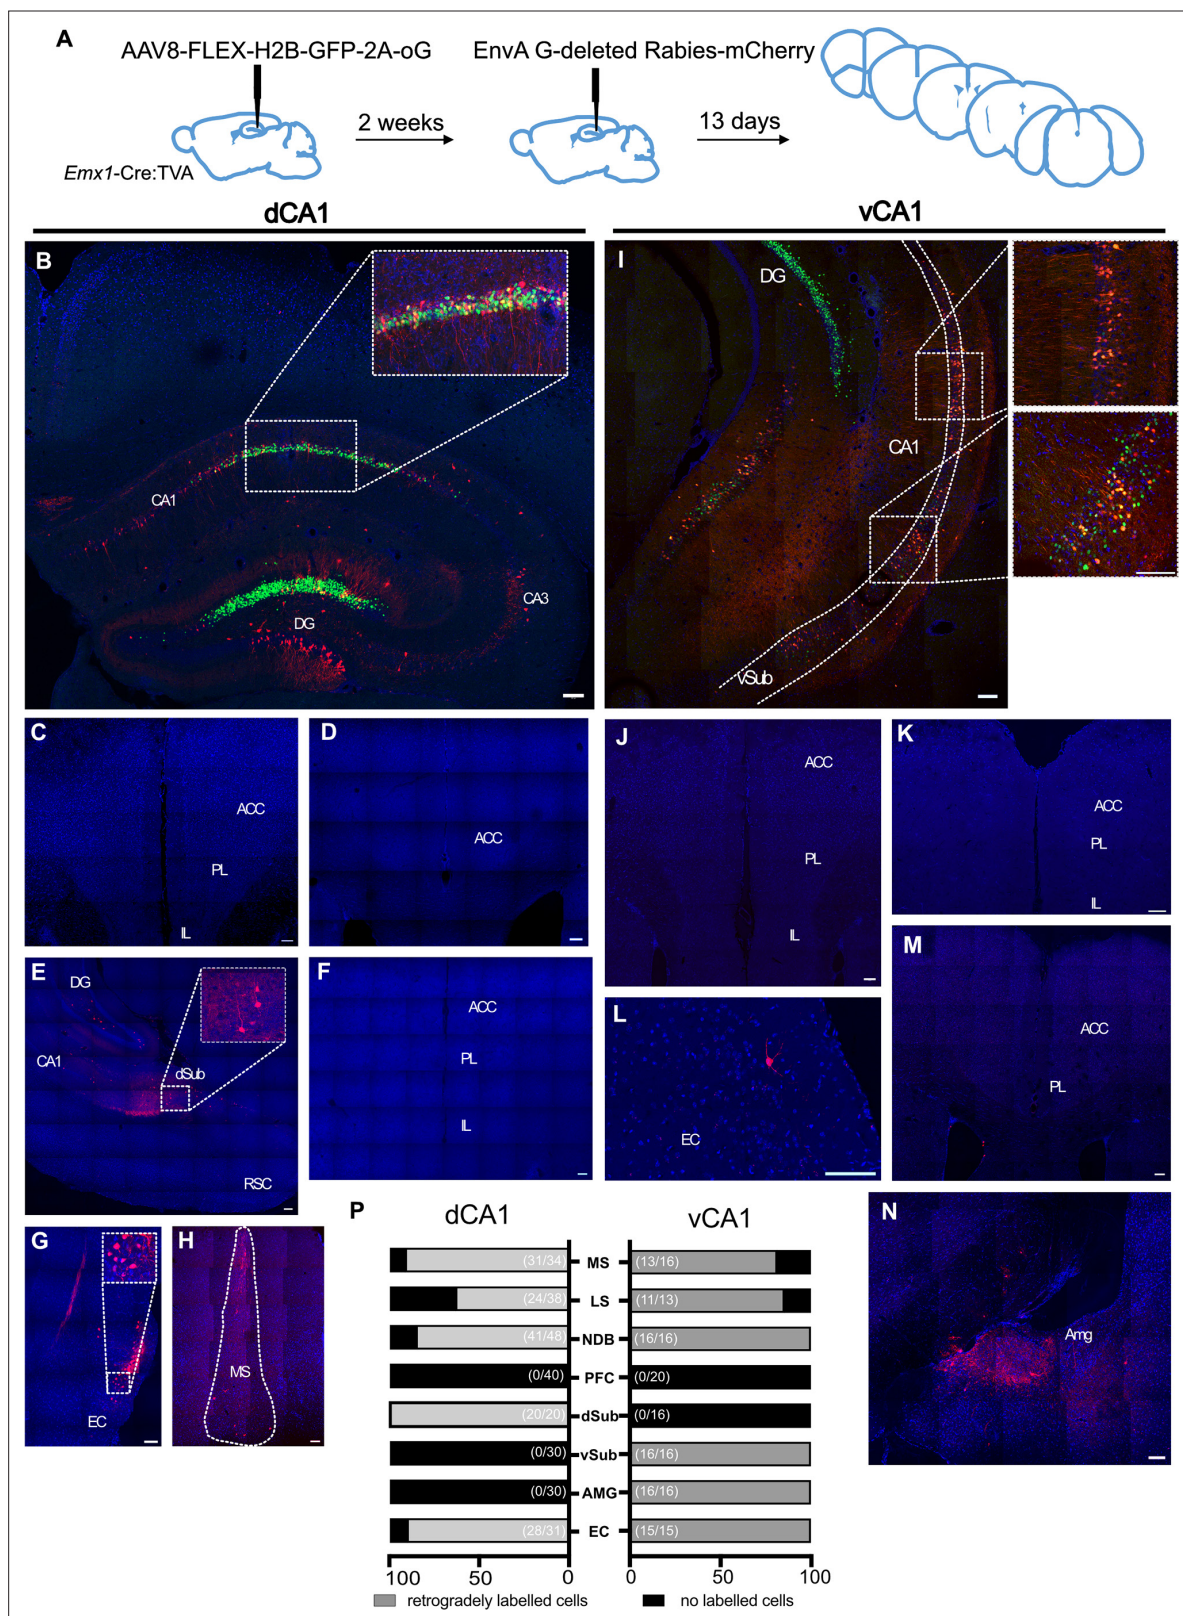 A
AAV8-FLEX-H2B-GFP-2A-oG
EnvA G-deleted Rabies-mCherry
2 weeks
13 days
Emx1-Cre:TVA
dCA1
vCA1
B
CA1
CA3
DG
I
DG
CA1
vSub
C
ACC
PL
IL
D
ACC
J
ACC
PL
IL
K
ACC
PL
IL
E
DG
CA1
dSub
RSC
F
ACC
PL
IL
L
EC
M
ACC
PL
G
EC
H
MS
P
dCA1
vCA1
(31/34) MS (13/16)
(24/38) LS (11/13)
(41/48) NDB (16/16)
(0/40) PFC (0/20)
(20/20) dSub (0/16)
(0/30) vSub (16/16)
(0/30) AMG (16/16)
(28/31) EC (15/15)
100 50 0 0 50 100
retrogradely labelled cells
no labelled cells
N
Amg